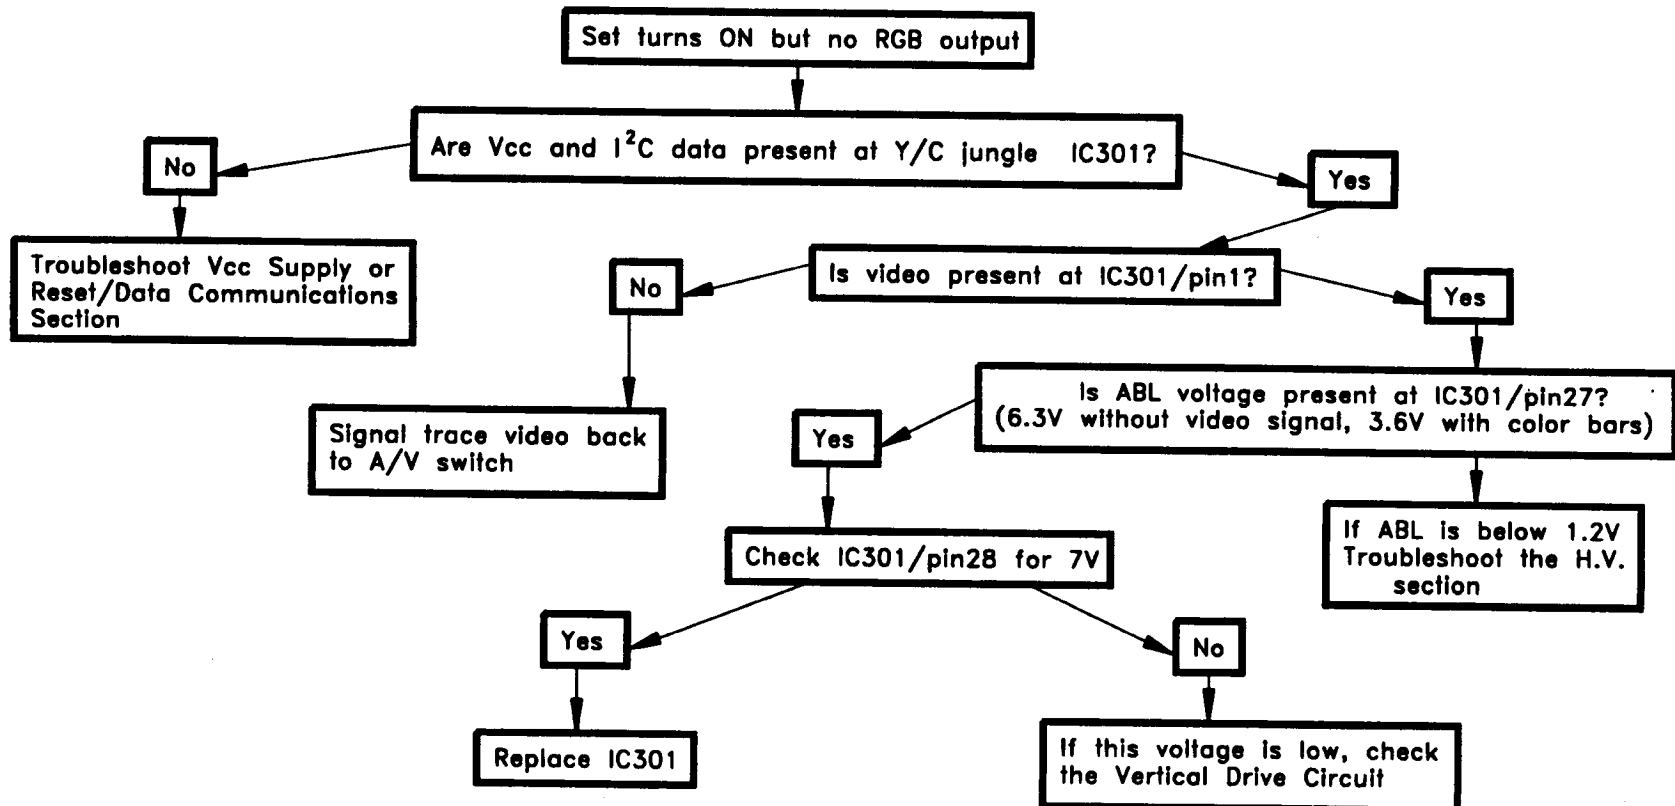 Set turns ON but no RGB output
Are Vcc and I²C data present at Y/C jungle IC301?
No
Yes
Troubleshoot Vcc Supply or
Reset/Data Communications
Section
Is video present at IC301/pin1?
No
Yes
Signal trace video back
to A/V switch
Is ABL voltage present at IC301/pin27?
(6.3V without video signal, 3.6V with color bars)
Yes
If ABL is below 1.2V
Troubleshoot the H.V.
section
Check IC301/pin28 for 7V
Yes
No
Replace IC301
If this voltage is low, check
the Vertical Drive Circuit